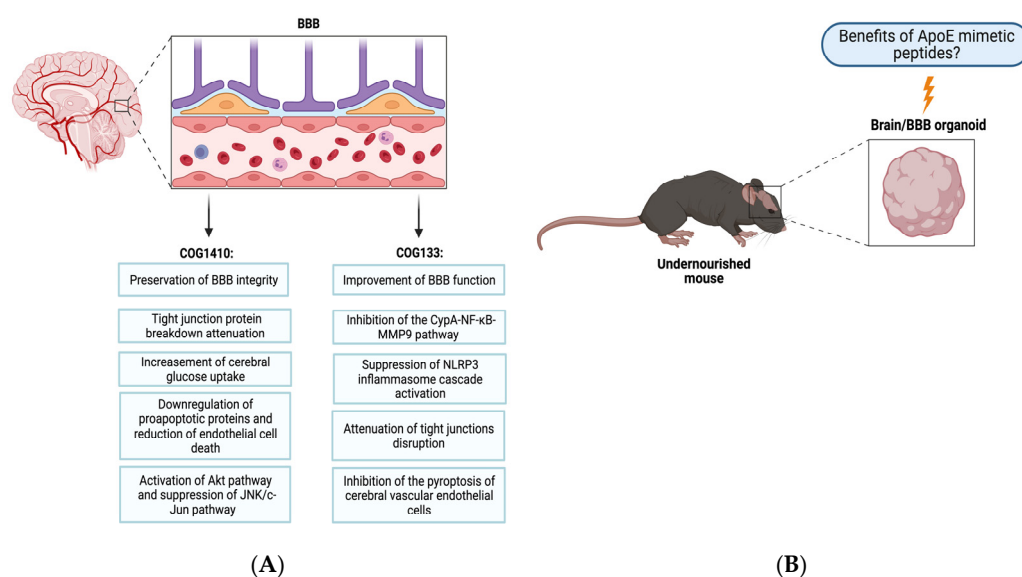 BBB
COG1410:
Preservation of BBB integrity
Tight junction protein
breakdown attenuation
Increasement of cerebral
glucose uptake
Downregulation of
proapoptotic proteins and
reduction of endothelial cell
death
Activation of Akt pathway
and suppression of JNK/c-
Jun pathway
COG133:
Improvement of BBB function
Inhibition of the CypA-NF-κB-
MMP9 pathway
Suppression of NLRP3
inflammasome cascade
activation
Attenuation of tight junctions
disruption
Inhibition of the pyroptosis of
cerebral vascular endothelial
cells
(A)
Benefits of ApoE mimetic
peptides?
Brain/BBB organoid
Undernourished
mouse
(B)